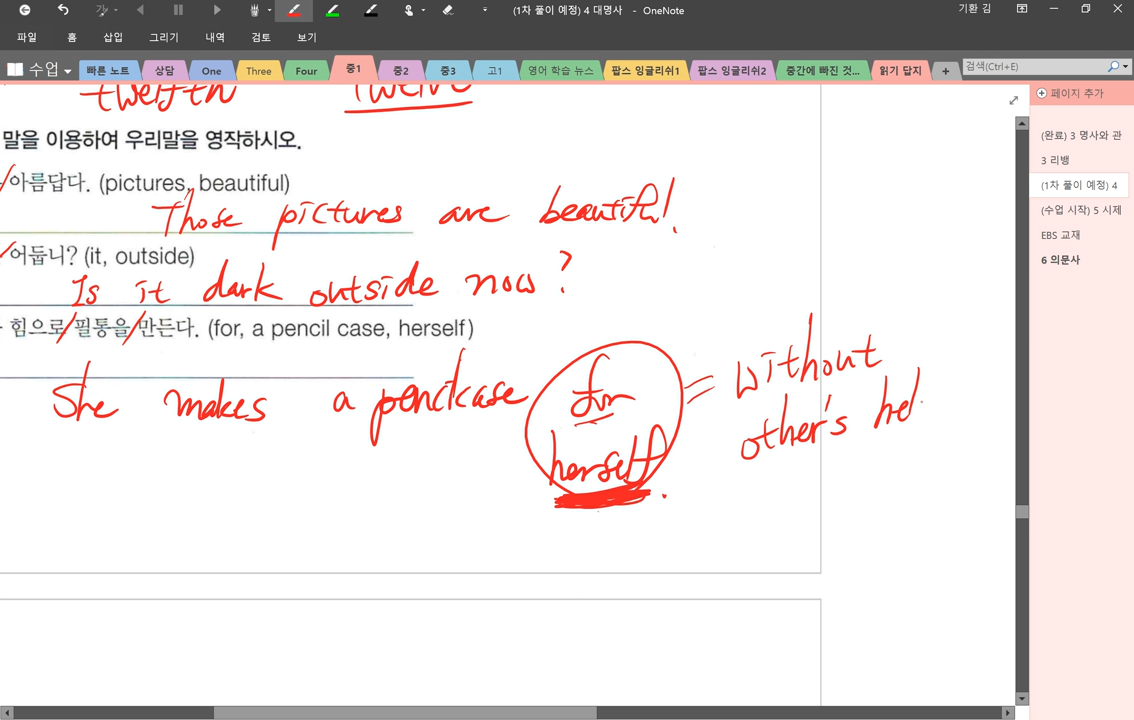 (1차 풀이 예정) 4 대명사 - OneNote
기환 김
파일 홈 삽입 그리기 내역 검토 보기
수업 빠른 노트 상담 One Three Four 중1 중2 중3 고1 영어 학습 뉴스 팝스 잉글리쉬1 팝스 잉글리쉬2 중간에 빠진 것... 읽기 답지 + 검색(Ctrl+E)
페이지 추가
(완료) 3 명사와 관
3 리뱅
(1차 풀이 예정) 4
(수업 시작) 5 시제
EBS 교재
6 의문사
twelfth twelve
말을 이용하여 우리말을 영작하시오.
아름답다. (pictures, beautiful)
Those pictures are beautiful.
어둡니? (it, outside)
Is it dark outside now?
힘으로/필통을/만든다. (for, a pencil case, herself)
She makes a pencilcase for herself. = without other's hel